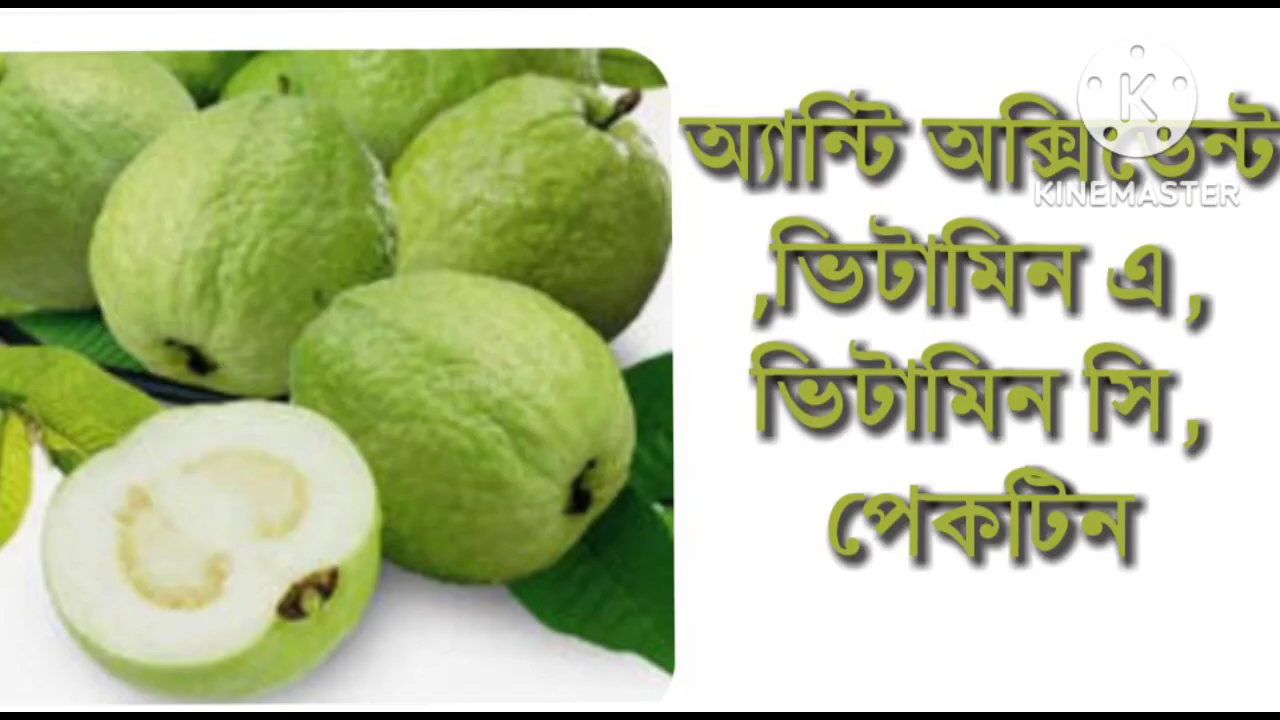 অ্যান্টি অক্সিডেন্ট
,ভিটামিন এ ,
ভিটামিন সি ,
পেকটিন
K
KINEMASTER